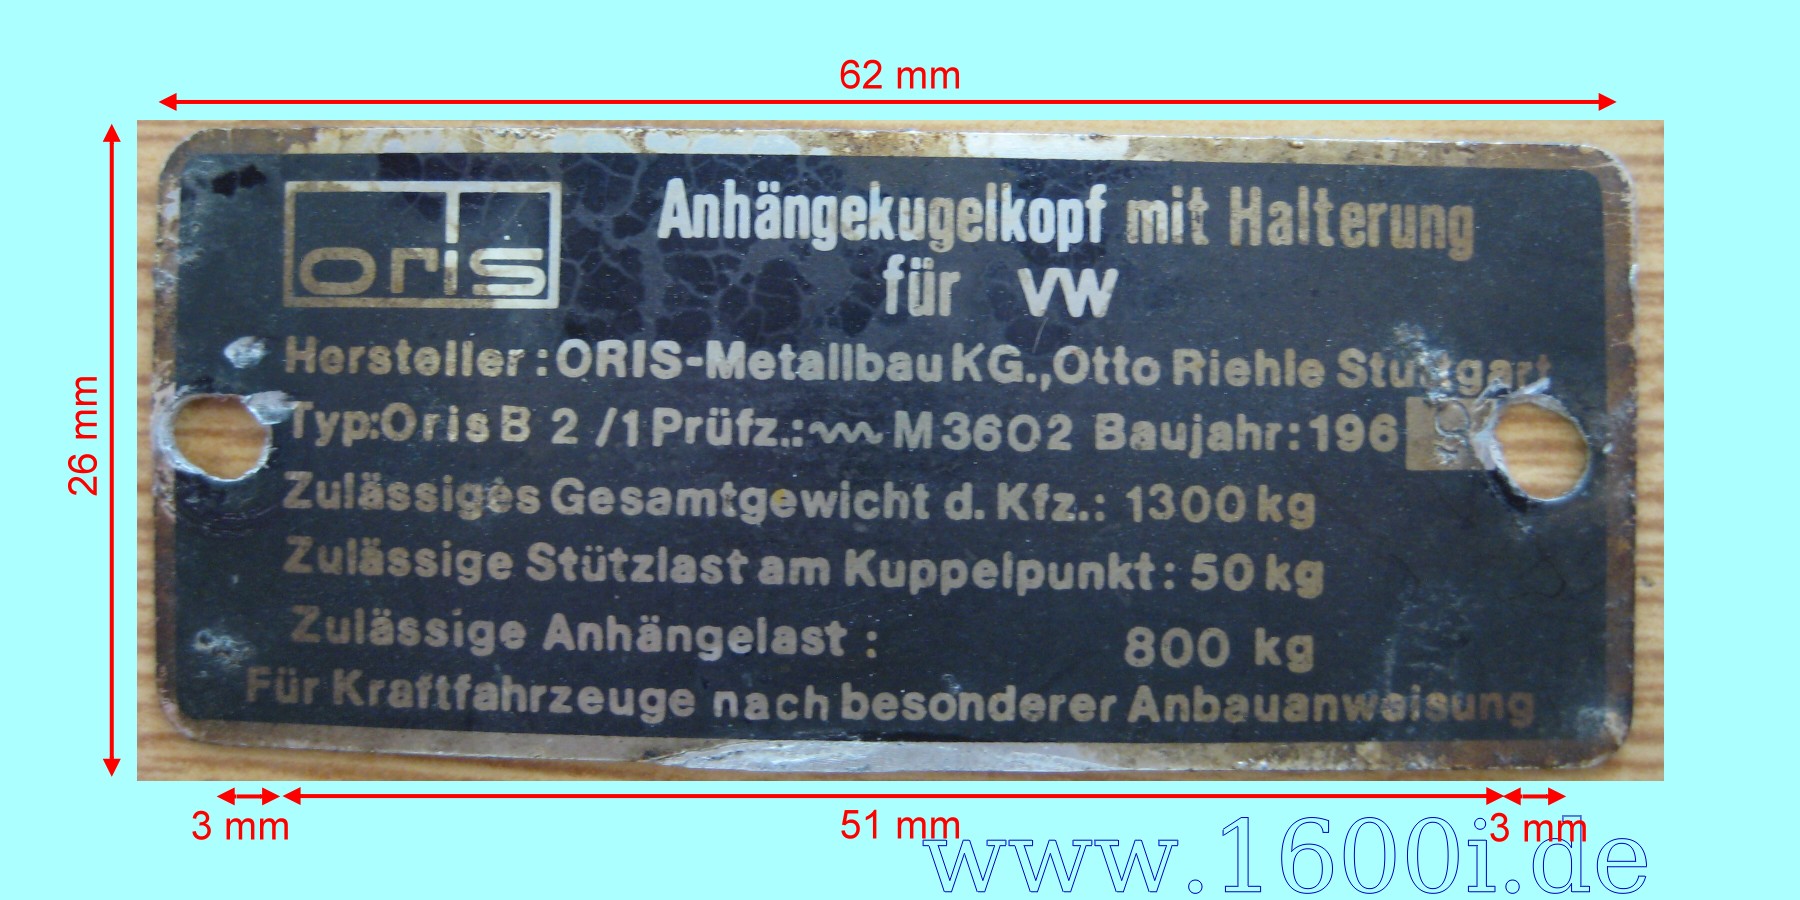 62 mm
26 mm
oris
Anhängekugelkopf mit Halterung
für VW
Hersteller: ORIS-Metallbau KG., Otto Riehle Stuttgart
Typ: Oris B 2 /1 Prüfz.: ~~~ M 3602 Baujahr: 196
Zulässiges Gesamtgewicht d. Kfz.: 1300 kg
Zulässige Stützlast am Kuppelpunkt: 50 kg
Zulässige Anhängelast : 800 kg
Für Kraftfahrzeuge nach besonderer Anbauanweisung
3 mm
51 mm
3 mm
www.1600i.de